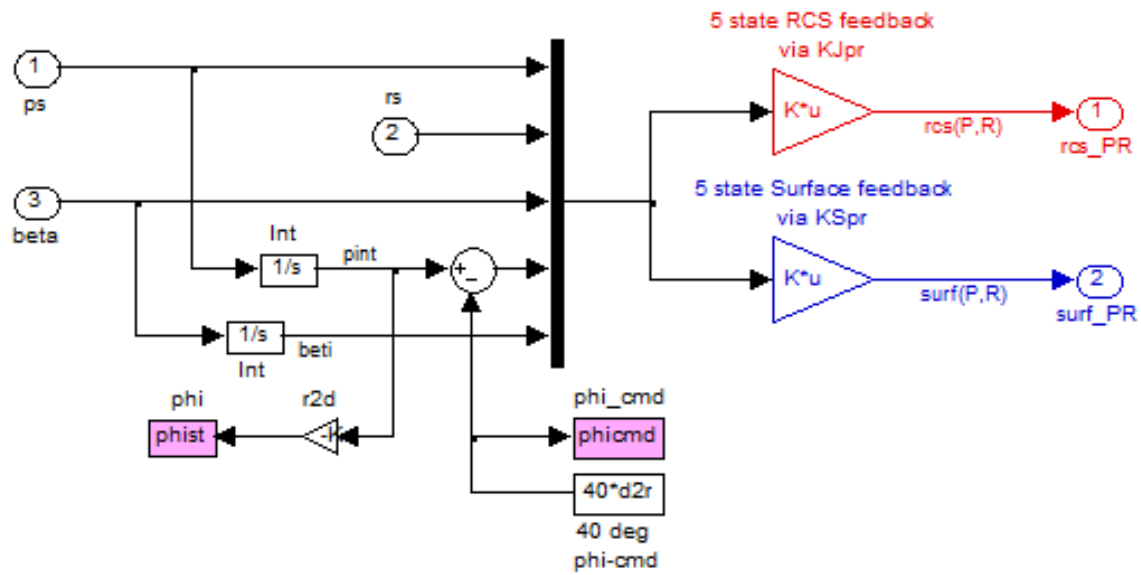 5 state RCS feedback
via KJpr
1
ps
rs
2
K*u
rcs(P,R)
1
rcs_PR
3
beta
5 state Surface feedback
via KSpr
Int
1/s
pint
+
-
K*u
surf(P,R)
2
surf_PR
1/s
beti
Int
phi
r2d
phi_cmd
phist
-K
phicmd
40*d2r
40 deg
phi-cmd